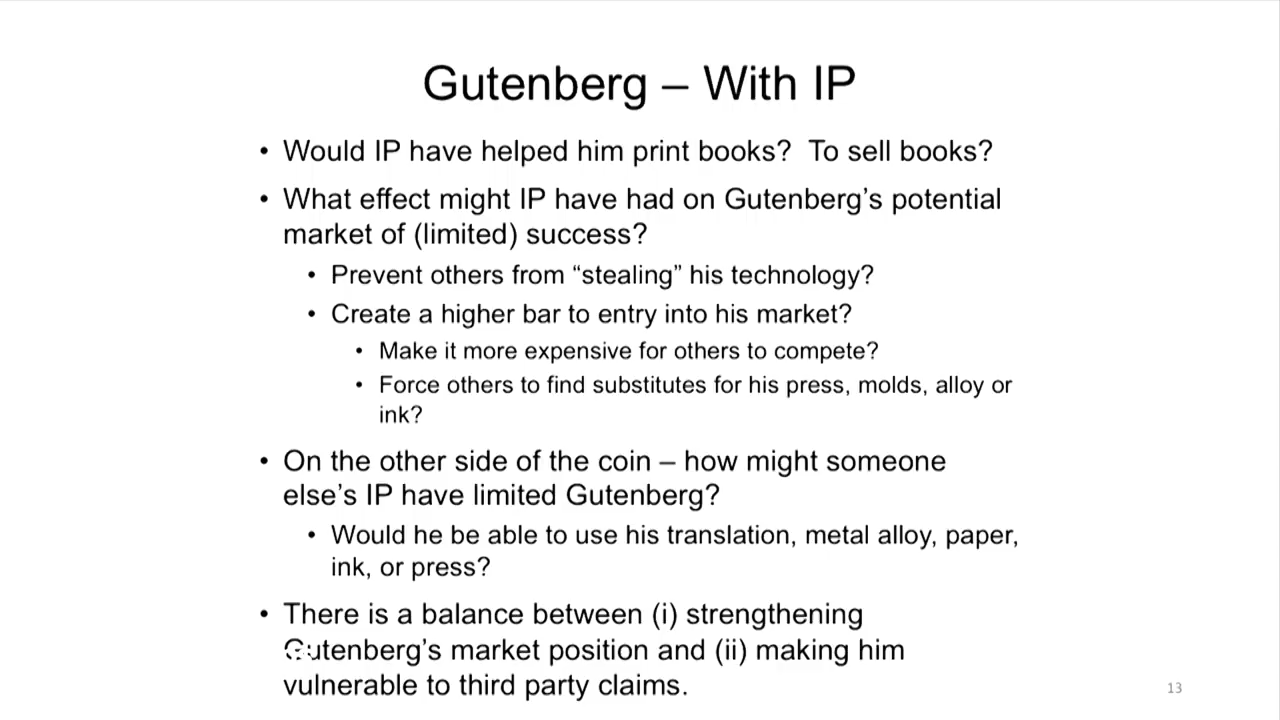 Gutenberg – With IP
• Would IP have helped him print books?  To sell books?
• What effect might IP have had on Gutenberg’s potential
market of (limited) success?
• Prevent others from “stealing” his technology?
• Create a higher bar to entry into his market?
• Make it more expensive for others to compete?
• Force others to find substitutes for his press, molds, alloy or
ink?
• On the other side of the coin – how might someone
else’s IP have limited Gutenberg?
• Would he be able to use his translation, metal alloy, paper,
ink, or press?
• There is a balance between (i) strengthening
Gutenberg’s market position and (ii) making him
vulnerable to third party claims.
13